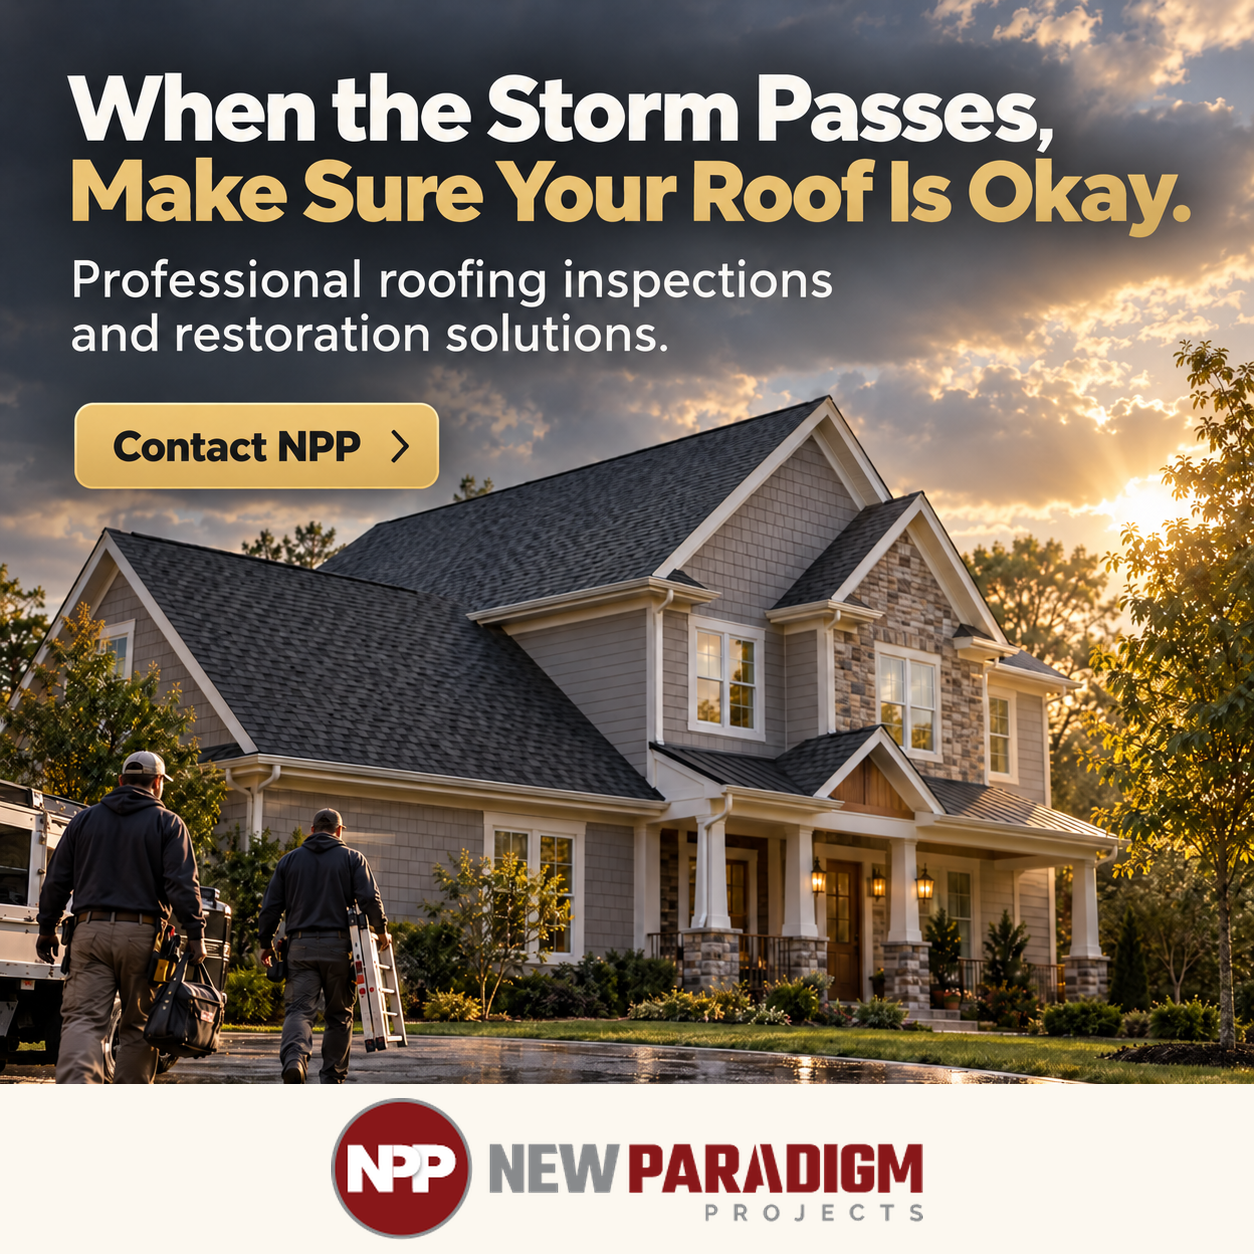 When the Storm Passes,
Make Sure Your Roof Is Okay.
Professional roofing inspections
and restoration solutions.
Contact NPP
NPP
NEW PARADIGM
PROJECTS